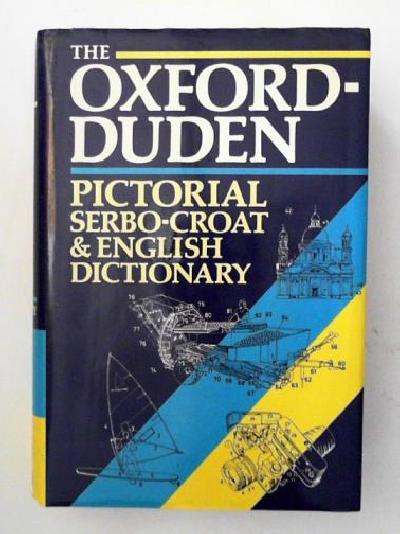 THE
OXFORD-
DUDEN
PICTORIAL
SERBO-CROAT
& ENGLISH
DICTIONARY